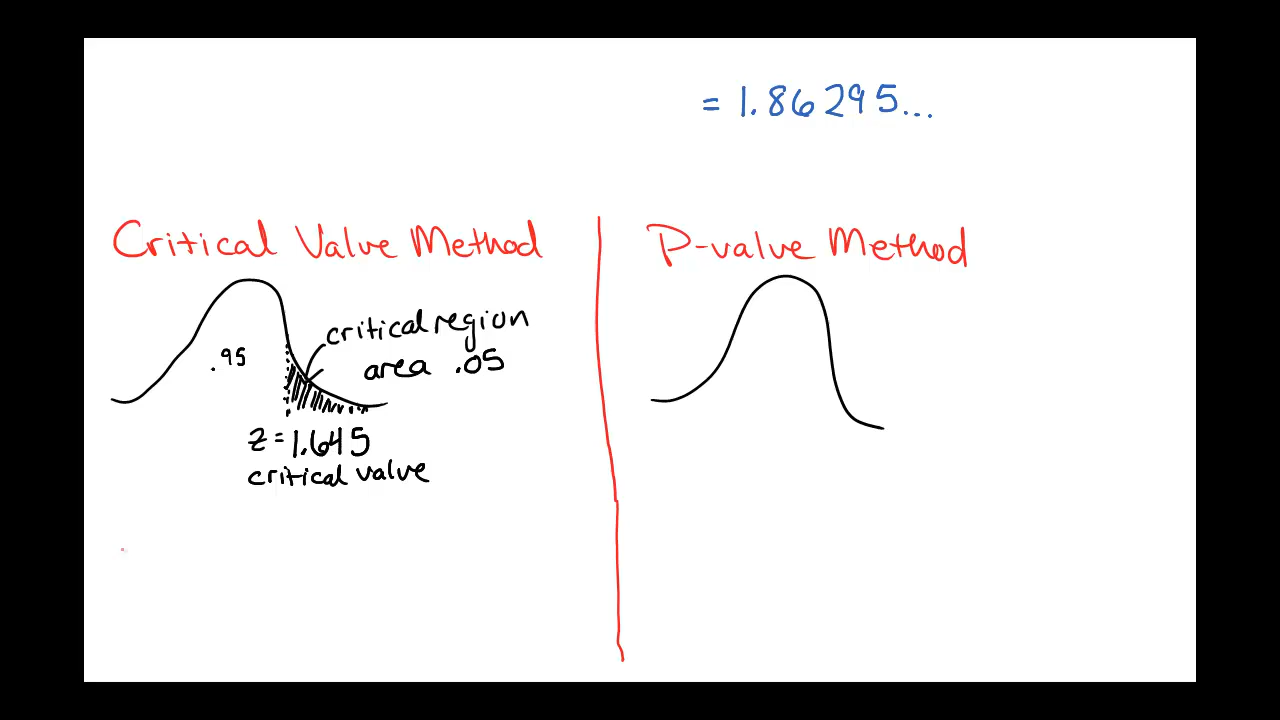 = 1.86295...
Critical Value Method
P-value Method
critical region
area .05
.95
z = 1.645
critical value